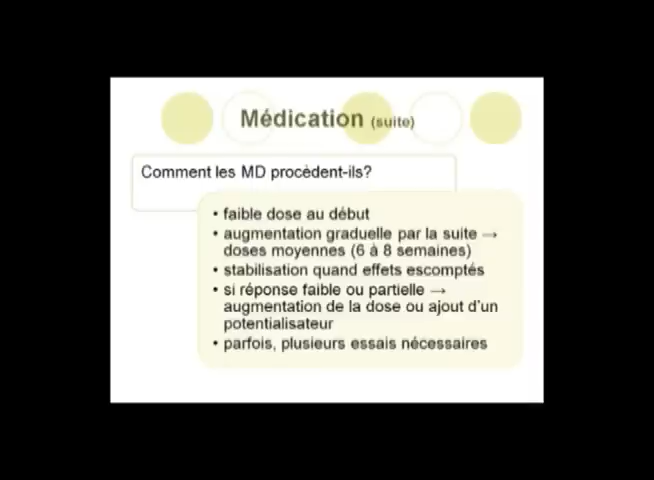 Médication (suite)
Comment les MD procèdent-ils?
• faible dose au début
• augmentation graduelle par la suite →
doses moyennes (6 à 8 semaines)
• stabilisation quand effets escomptés
• si réponse faible ou partielle →
augmentation de la dose ou ajout d'un
potentialisateur
• parfois, plusieurs essais nécessaires